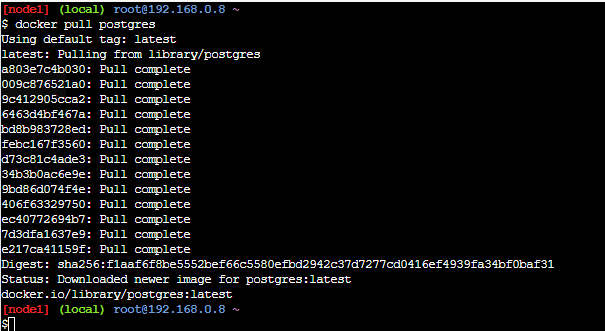 [node1] (local) root@192.168.0.8 ~
$ docker pull postgres
Using default tag: latest
latest: Pulling from library/postgres
a803e7c4b030: Pull complete
009c876521a0: Pull complete
9c412905cca2: Pull complete
6463d4bf467a: Pull complete
bd8b983728ed: Pull complete
febc167f3560: Pull complete
d73c81c4ade3: Pull complete
34b3b0ac6e9e: Pull complete
9bd86d074f4e: Pull complete
406f63329750: Pull complete
ec40772694b7: Pull complete
7d3dfa1637e9: Pull complete
e217ca41159f: Pull complete
Digest: sha256:f1aaf6f8be5552bef66c5580efbd2942c37d7277cd0416ef4939fa34bf0baf31
Status: Downloaded newer image for postgres:latest
docker.io/library/postgres:latest
[node1] (local) root@192.168.0.8 ~
$